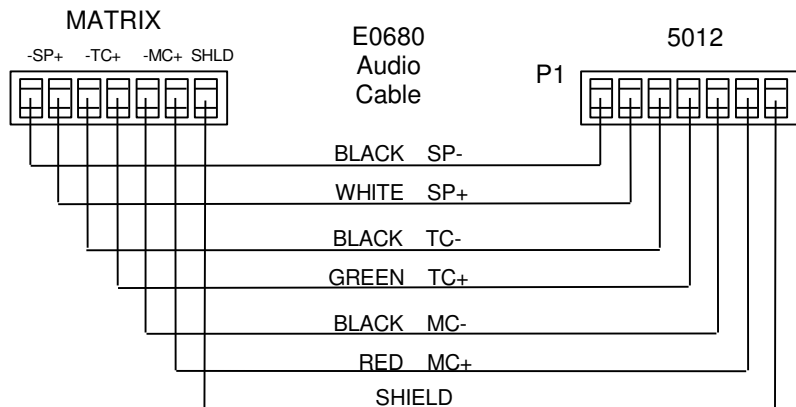 MATRIX
-SP+ -TC+ -MC+ SHLD
E0680
Audio
Cable
5012
P1
BLACK SP-
WHITE SP+
BLACK TC-
GREEN TC+
BLACK MC-
RED MC+
SHIELD